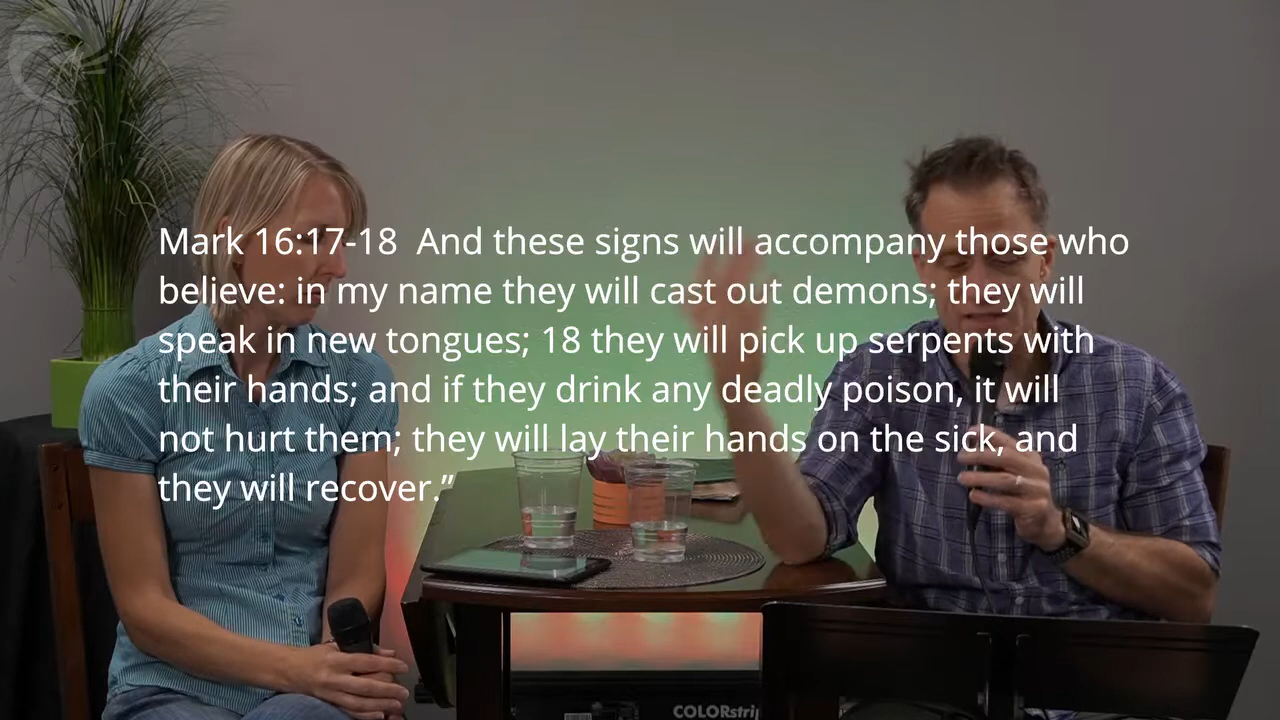 Mark 16:17-18  And these signs will accompany those who
believe: in my name they will cast out demons; they will
speak in new tongues; 18 they will pick up serpents with
their hands; and if they drink any deadly poison, it will
not hurt them; they will lay their hands on the sick, and
they will recover.”
COLORstrip